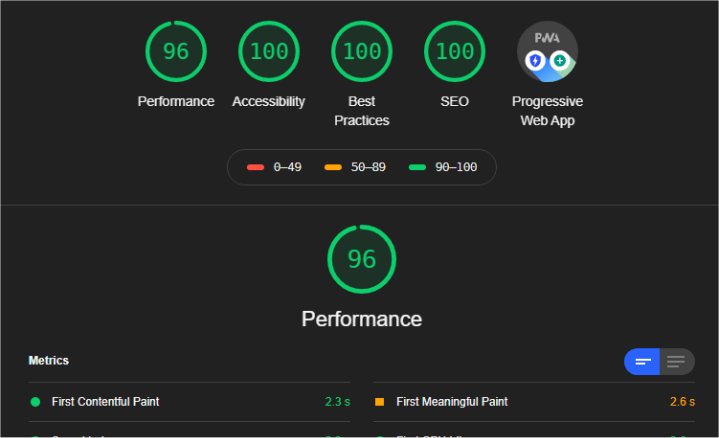 96 100 100 100 PWA
Performance Accessibility Best Practices SEO Progressive Web App
0–49 50–89 90–100
96
Performance
Metrics
First Contentful Paint 2.3 s First Meaningful Paint 2.6 s